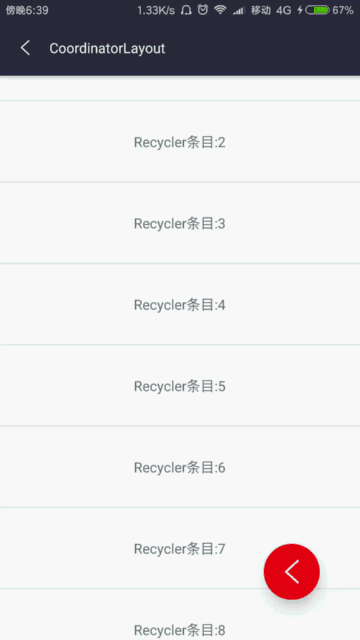 傍晚6:39 1.33K/s 移动 4G 67%
CoordinatorLayout
Recycler条目:2
Recycler条目:3
Recycler条目:4
Recycler条目:5
Recycler条目:6
Recycler条目:7
Recycler条目:8